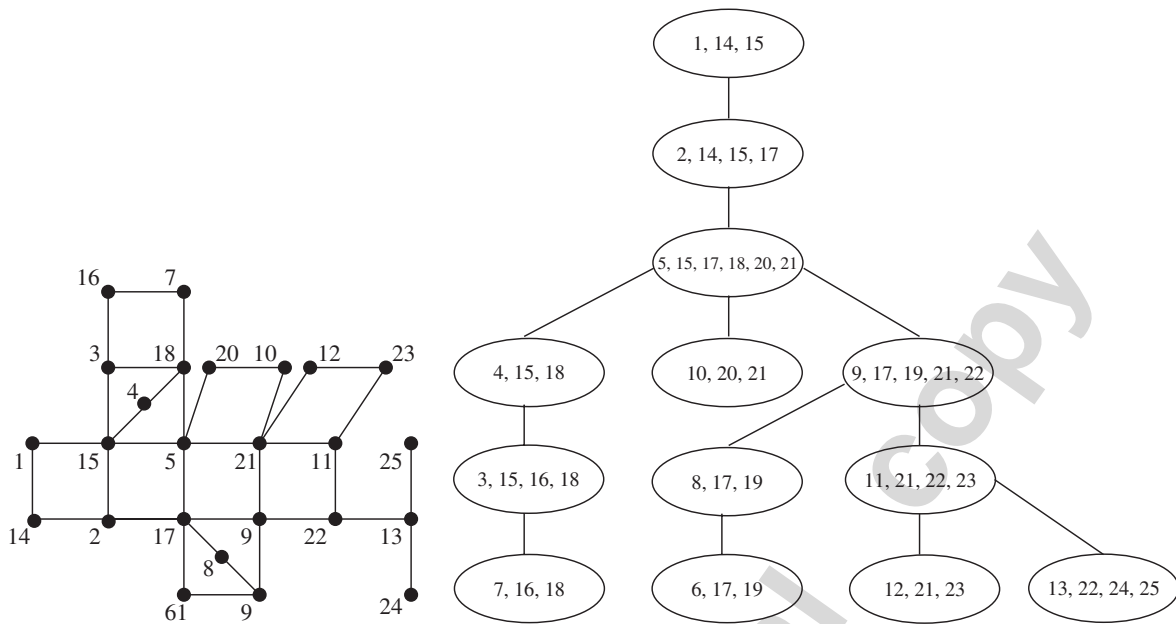 1, 14, 15
2, 14, 15, 17
5, 15, 17, 18, 20, 21
16 7
3 18 20 10 12 23
4
4, 15, 18 10, 20, 21 9, 17, 19, 21, 22
1 15 5 21 11 25
3, 15, 16, 18 8, 17, 19 11, 21, 22, 23
14 2 17 9 22 13
8
7, 16, 18 6, 17, 19 12, 21, 23 13, 22, 24, 25
61 9 24
copy